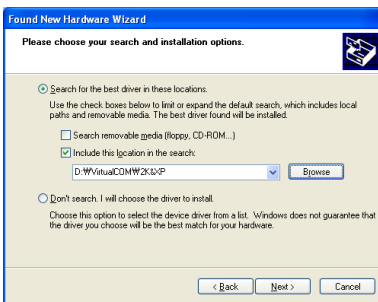 Found New Hardware Wizard
Please choose your search and installation options.
Search for the best driver in these locations.
Use the check boxes below to limit or expand the default search, which includes local
paths and removable media. The best driver found will be installed.
Search removable media (floppy, CD-ROM...)
Include this location in the search:
D:₩VirtualCOM₩2K&XP
Browse
Don't search. I will choose the driver to install.
Choose this option to select the device driver from a list. Windows does not guarantee that
the driver you choose will be the best match for your hardware.
< Back
Next >
Cancel